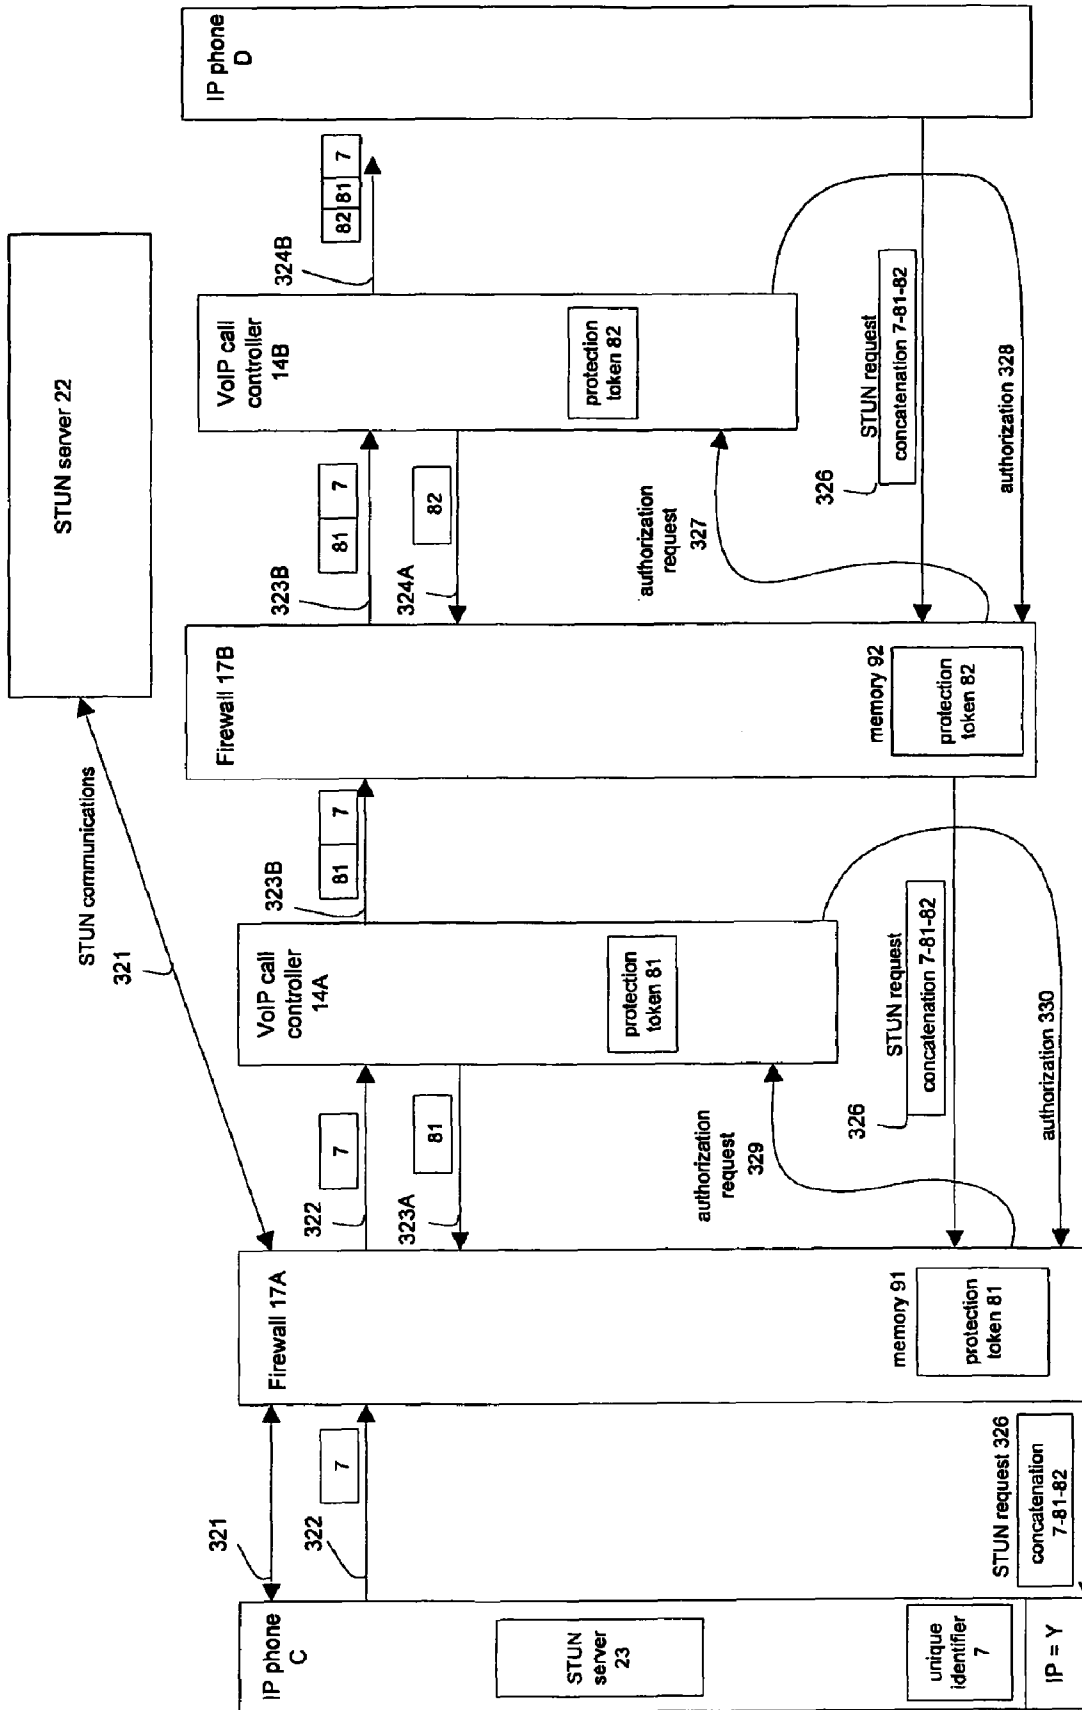 STUN server 22
STUN communications
321
IP phone
C
STUN
server
23
unique
identifier
7
IP = Y
321
322
7
STUN request 326
concatenation
7-81-82
Firewall 17A
memory 91
protection
token 81
322
7
323A
81
authorization
request
329
VoIP call
controller
14A
protection
token 81
323B
81
7
326
STUN request
concatenation 7-81-82
authorization 330
Firewall 17B
memory 92
protection
token 82
323B
81
7
324A
82
authorization
request
327
VoIP call
controller
14B
protection
token 82
324B
82
81
7
326
STUN request
concatenation 7-81-82
authorization 328
IP phone
D